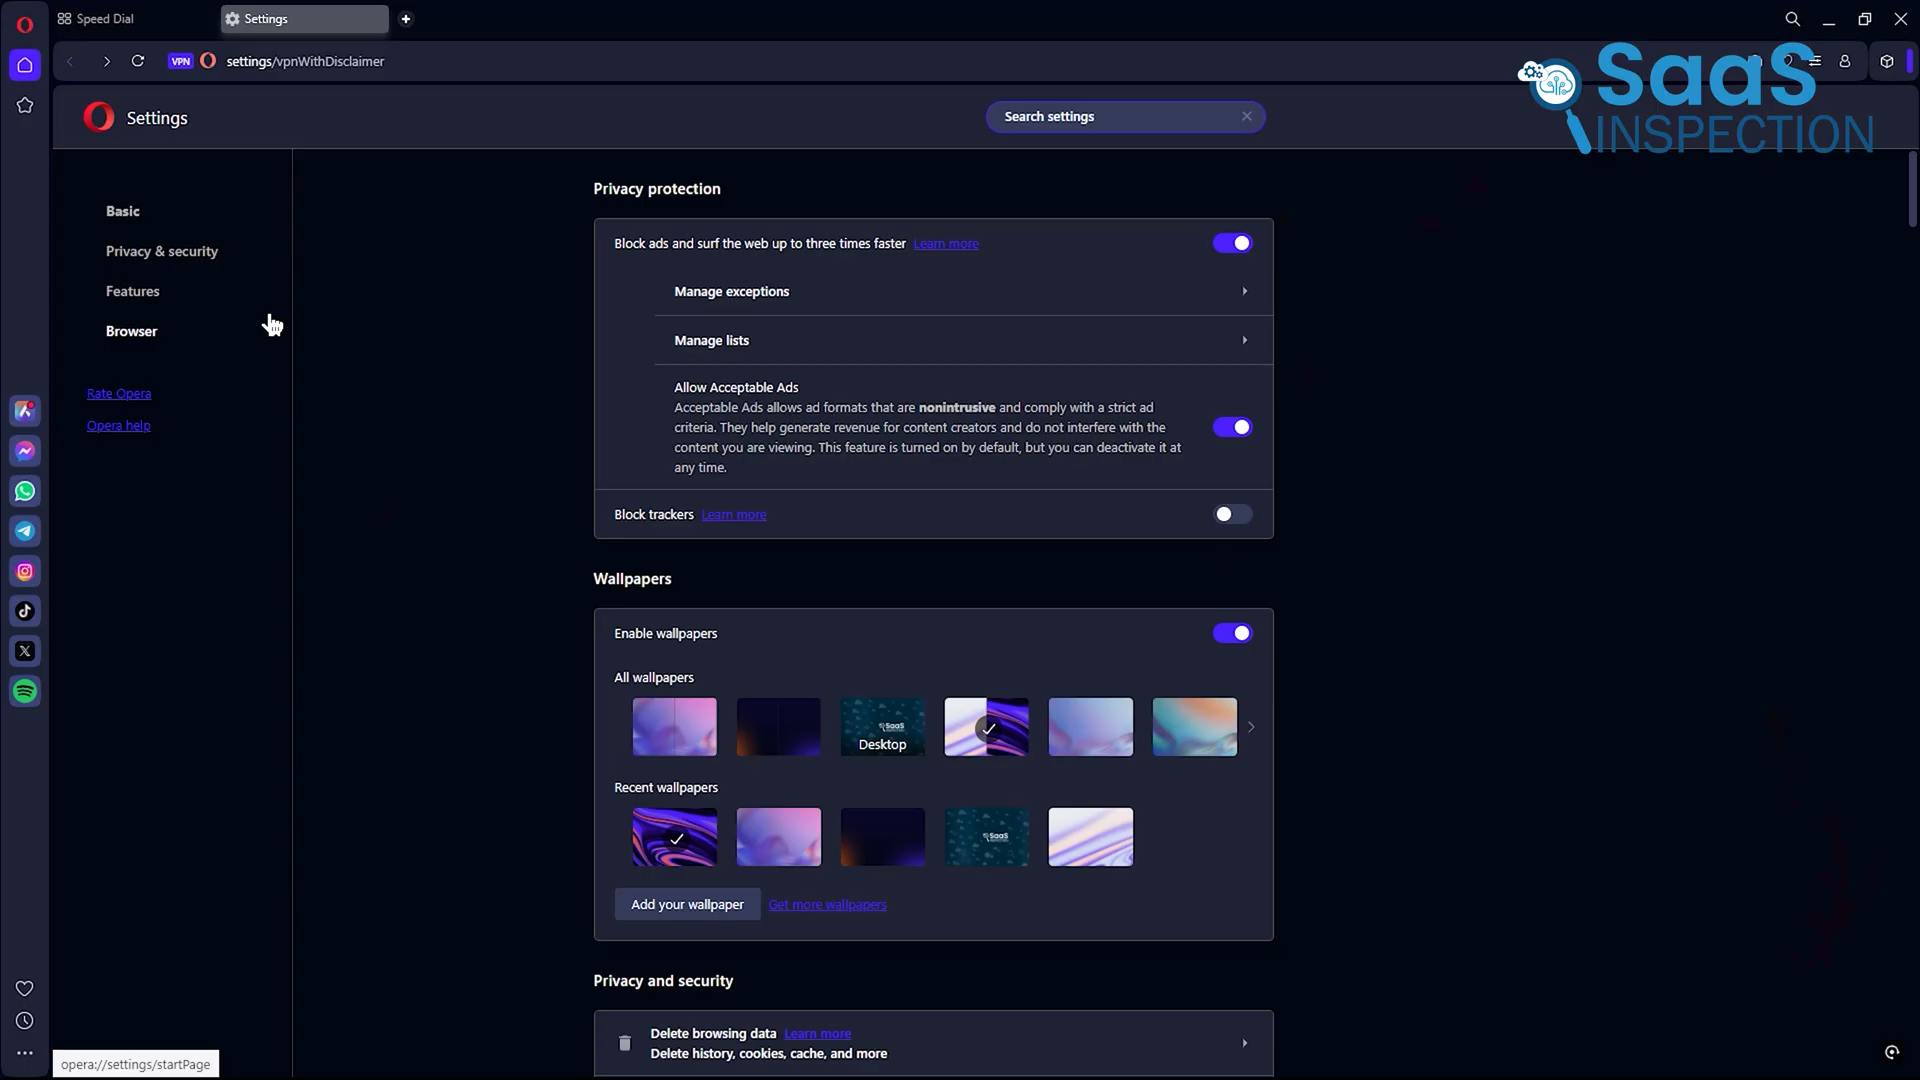 Speed Dial
Settings
VPN
settings/vpnWithDisclaimer
SaaS
INSPECTION
Settings
Search settings
Basic
Privacy & security
Features
Browser
Rate Opera
Opera help
Privacy protection
Block ads and surf the web up to three times faster Learn more
Manage exceptions
Manage lists
Allow Acceptable Ads
Acceptable Ads allows ad formats that are nonintrusive and comply with a strict ad
criteria. They help generate revenue for content creators and do not interfere with the
content you are viewing. This feature is turned on by default, but you can deactivate it at
any time.
Block trackers Learn more
Wallpapers
Enable wallpapers
All wallpapers
SaaS
Desktop
Recent wallpapers
SaaS
Add your wallpaper
Get more wallpapers
Privacy and security
Delete browsing data Learn more
Delete history, cookies, cache, and more
opera://settings/startPage